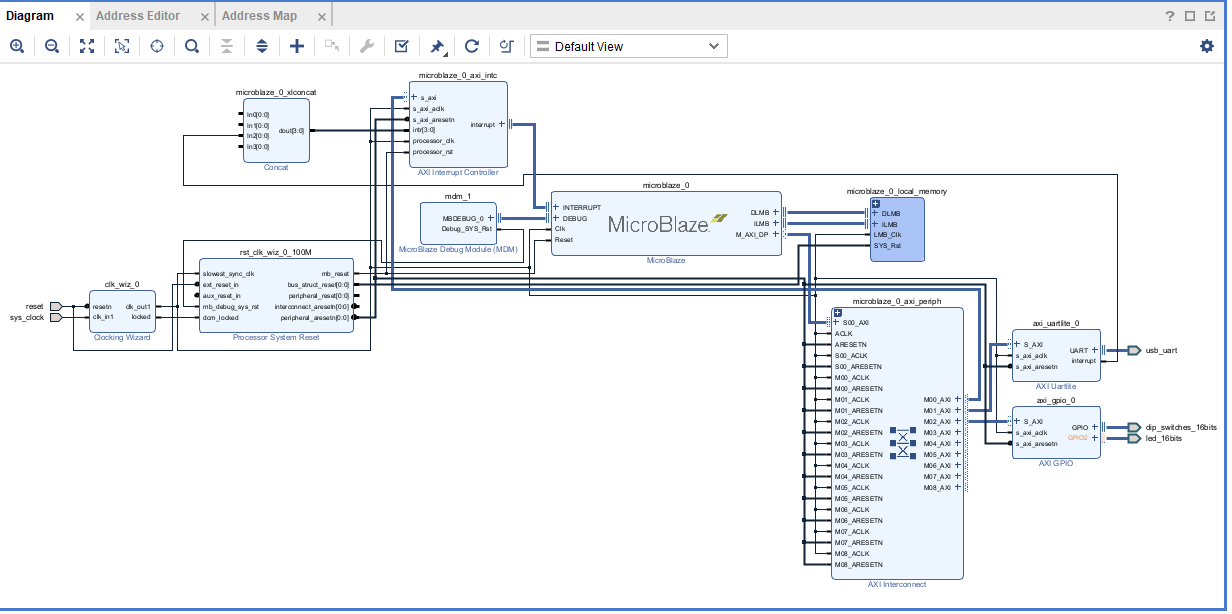 Diagram
Address Editor
Address Map
Default View
microblaze_0_axi_intc
s_axi
s_axi_aclk
s_axi_aresetn
intr[3:0]
processor_clk
processor_rst
interrupt
AXI Interrupt Controller
microblaze_0_xlconcat
In0[0:0]
In1[0:0]
In2[0:0]
In3[0:0]
dout[3:0]
Concat
mdm_1
MBDEBUG_0
Debug_SYS_Rst
MicroBlaze Debug Module (MDM)
microblaze_0
INTERRUPT
DEBUG
Clk
Reset
MicroBlaze
DLMB
ILMB
M_AXI_DP
MicroBlaze
microblaze_0_local_memory
DLMB
ILMB
LMB_Clk
SYS_Rst
rst_clk_wiz_0_100M
slowest_sync_clk
ext_reset_in
aux_reset_in
mb_debug_sys_rst
dcm_locked
mb_reset
bus_struct_reset[0:0]
peripheral_reset[0:0]
interconnect_aresetn[0:0]
peripheral_aresetn[0:0]
Processor System Reset
reset
sys_clock
clk_wiz_0
resetn
clk_in1
clk_out1
locked
Clocking Wizard
microblaze_0_axi_periph
S00_AXI
ACLK
ARESETN
S00_ACLK
S00_ARESETN
M00_ACLK
M00_ARESETN
M01_ACLK
M01_ARESETN
M02_ACLK
M02_ARESETN
M03_ACLK
M03_ARESETN
M04_ACLK
M04_ARESETN
M05_ACLK
M05_ARESETN
M06_ACLK
M06_ARESETN
M07_ACLK
M07_ARESETN
M08_ACLK
M08_ARESETN
M00_AXI
M01_AXI
M02_AXI
M03_AXI
M04_AXI
M05_AXI
M06_AXI
M07_AXI
M08_AXI
AXI Interconnect
axi_uartlite_0
S_AXI
s_axi_aclk
s_axi_aresetn
UART
interrupt
AXI Uartlite
usb_uart
axi_gpio_0
S_AXI
s_axi_aclk
s_axi_aresetn
GPIO
GPIO2
AXI GPIO
dip_switches_16bits
led_16bits